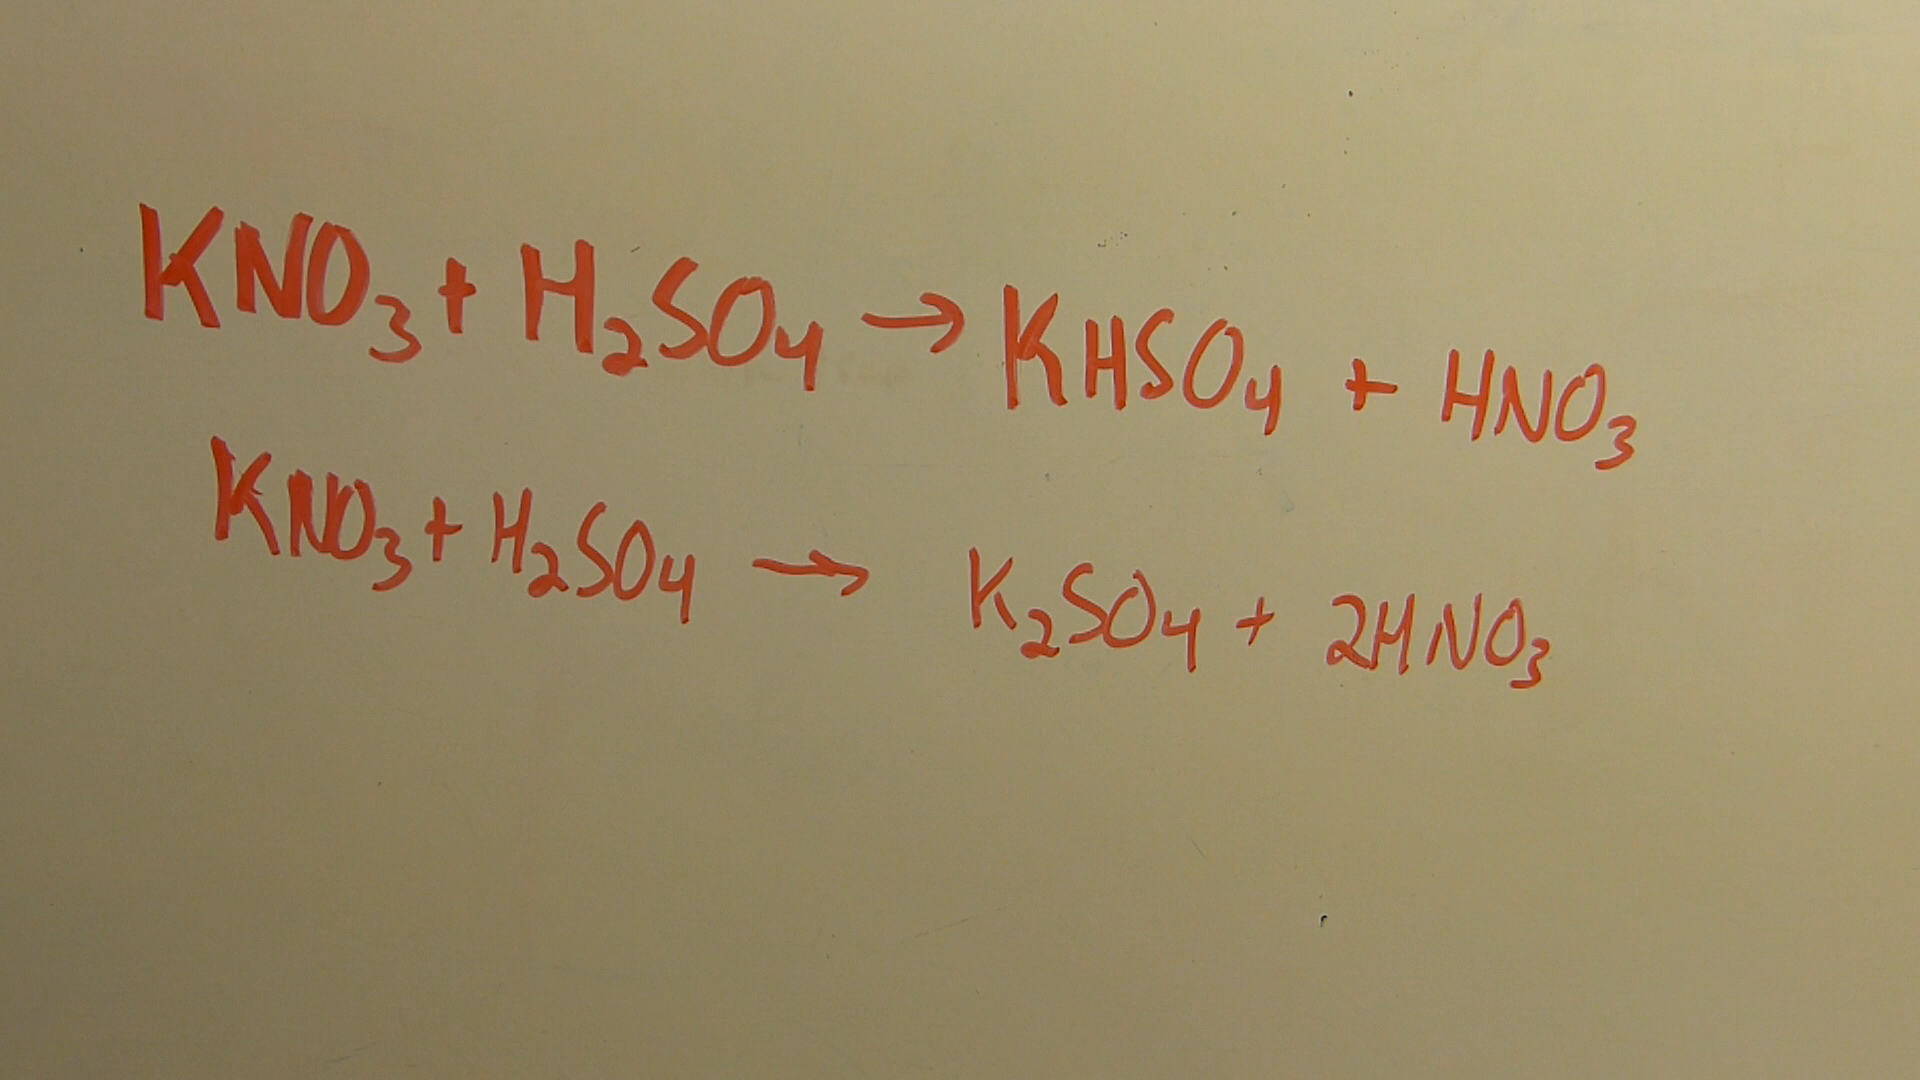 KNO₃ + H₂SO₄ → KHSO₄ + HNO₃
KNO₃ + H₂SO₄ → K₂SO₄ + 2HNO₃